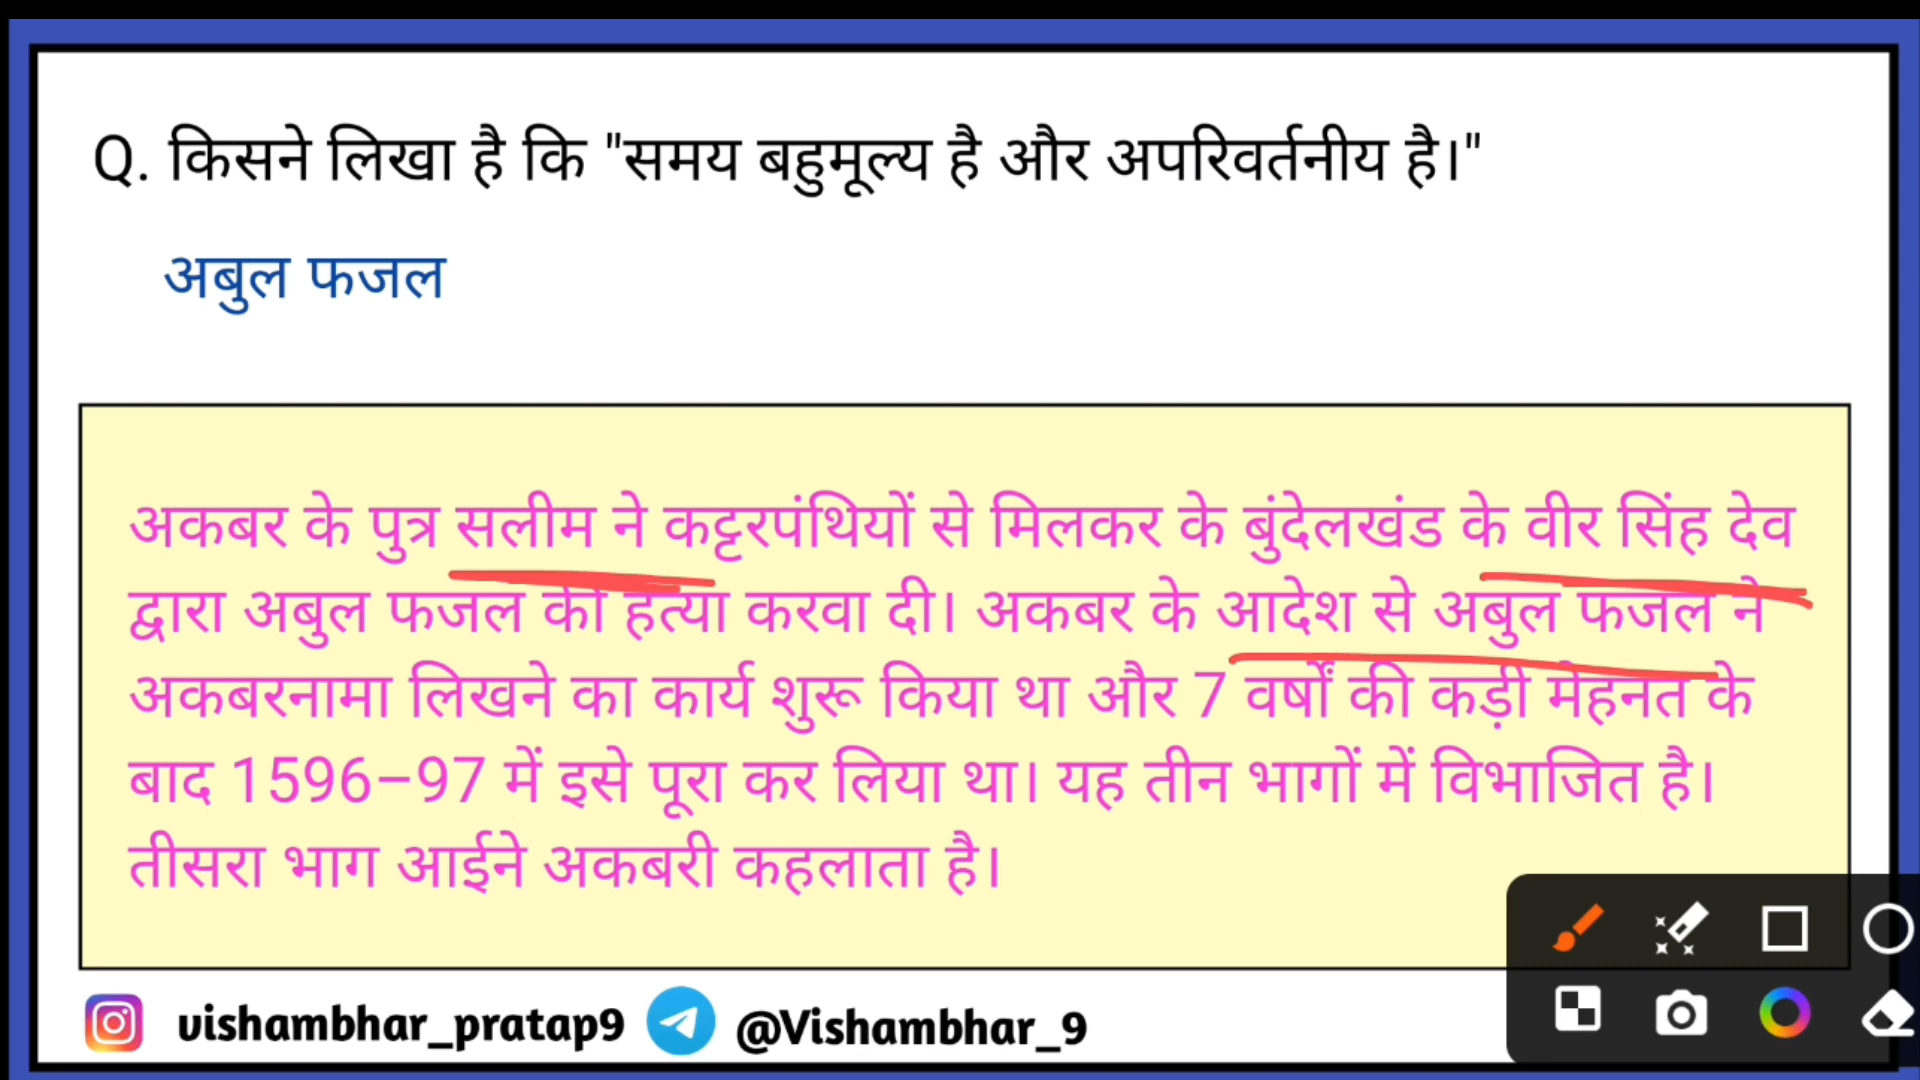 Q. किसने लिखा है कि "समय बहुमूल्य है और अपरिवर्तनीय है।"
अबुल फजल
अकबर के पुत्र सलीम ने कट्टरपंथियों से मिलकर के बुंदेलखंड के वीर सिंह देव
द्वारा अबुल फजल की हत्या करवा दी। अकबर के आदेश से अबुल फजल ने
अकबरनामा लिखने का कार्य शुरू किया था और 7 वर्षों की कड़ी मेहनत के
बाद 1596–97 में इसे पूरा कर लिया था। यह तीन भागों में विभाजित है।
तीसरा भाग आईने अकबरी कहलाता है।
vishambhar_pratap9 @Vishambhar_9